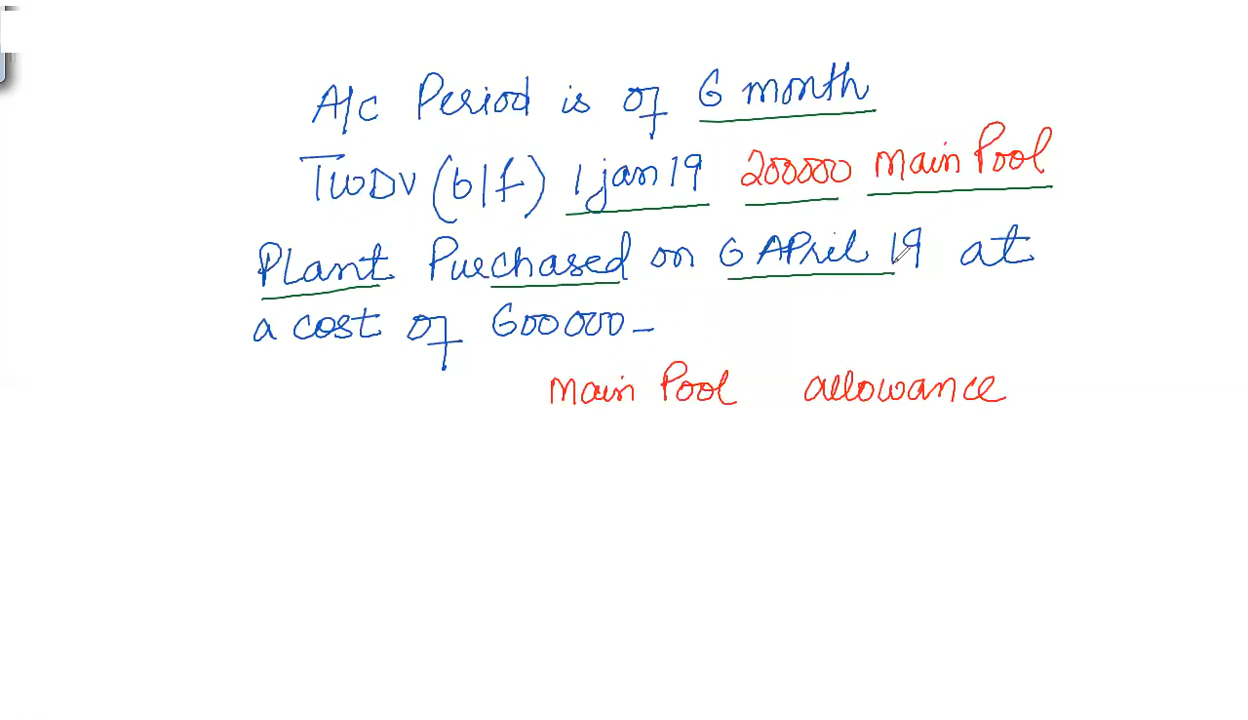 A/c Period is of 6 month
TWDV (b/f) 1 jan 19 200000 main Pool
Plant Purchased on 6 April 19 at
a cost of 600000 -
main Pool allowance